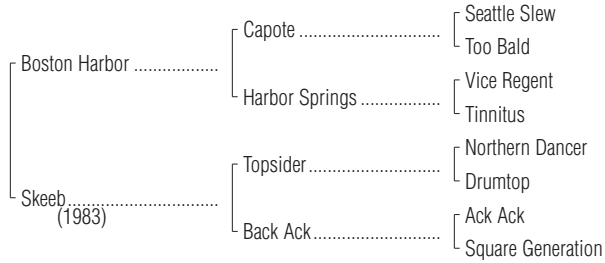 Seattle Slew
Capote ........................................
Too Bald
Boston Harbor ........................
Vice Regent
Harbor Springs .......................
Tinnitus
Northern Dancer
Topsider......................................
Drumtop
Skeeb...........................................
(1983)
Ack Ack
Back Ack....................................
Square Generation